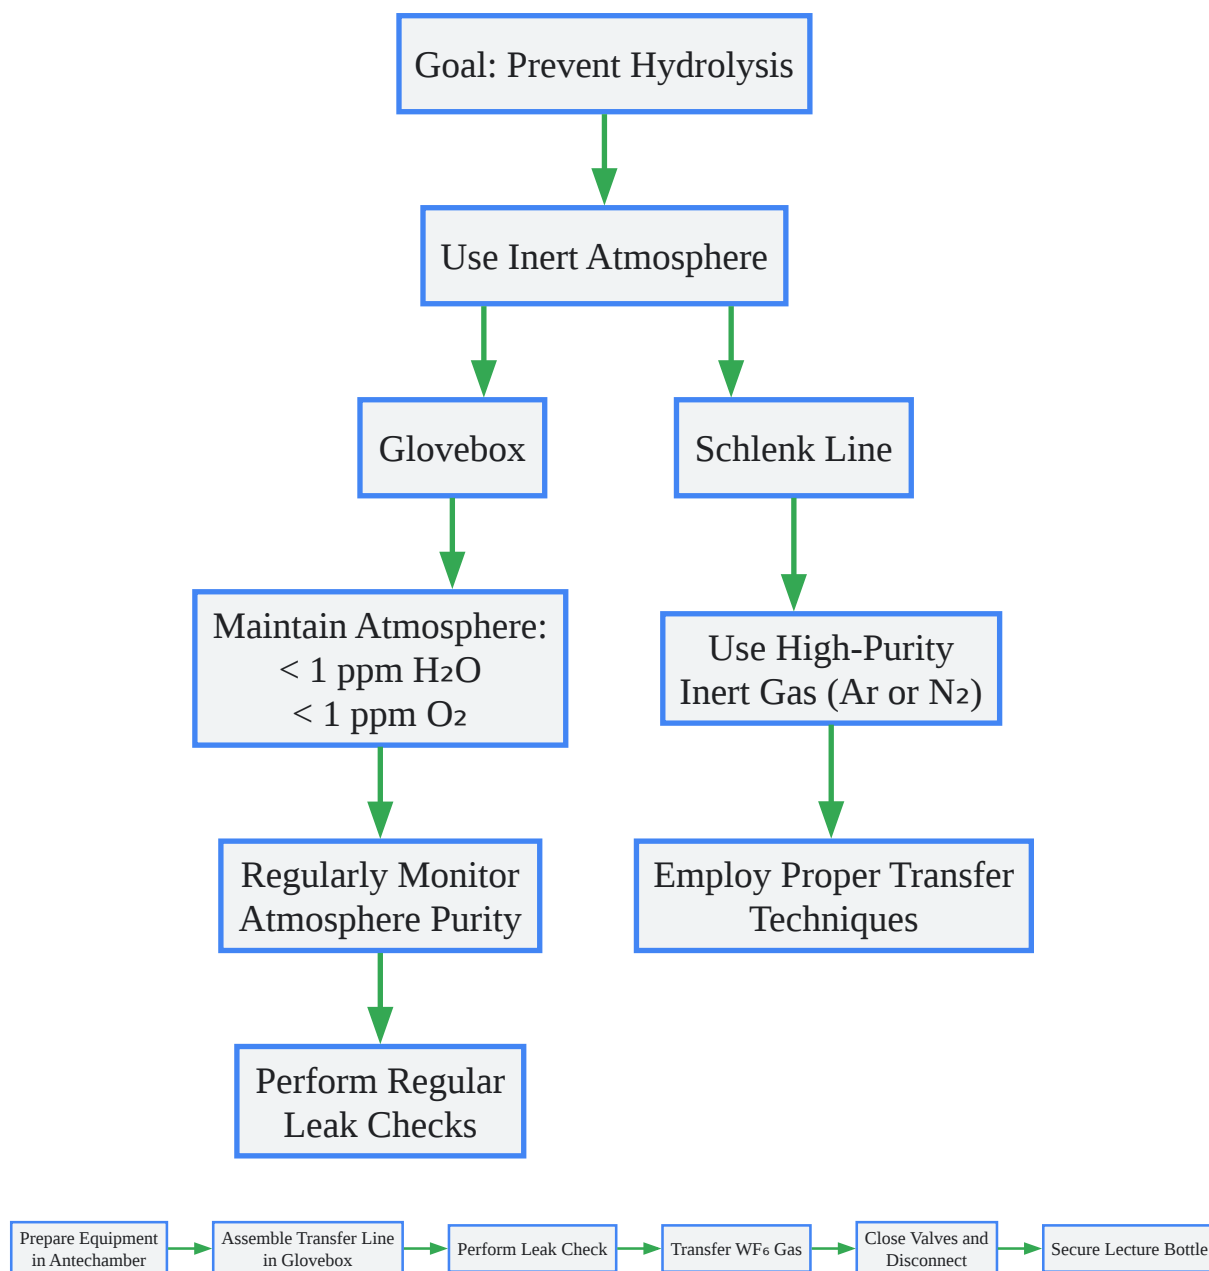 Goal: Prevent Hydrolysis
Use Inert Atmosphere
Glovebox
Schlenk Line
Maintain Atmosphere:
< 1 ppm H₂O
< 1 ppm O₂
Use High-Purity
Inert Gas (Ar or N₂)
Regularly Monitor
Atmosphere Purity
Employ Proper Transfer
Techniques
Perform Regular
Leak Checks
Prepare Equipment
in Antechamber
Assemble Transfer Line
in Glovebox
Perform Leak Check
Transfer WF₆ Gas
Close Valves and
Disconnect
Secure Lecture Bottle